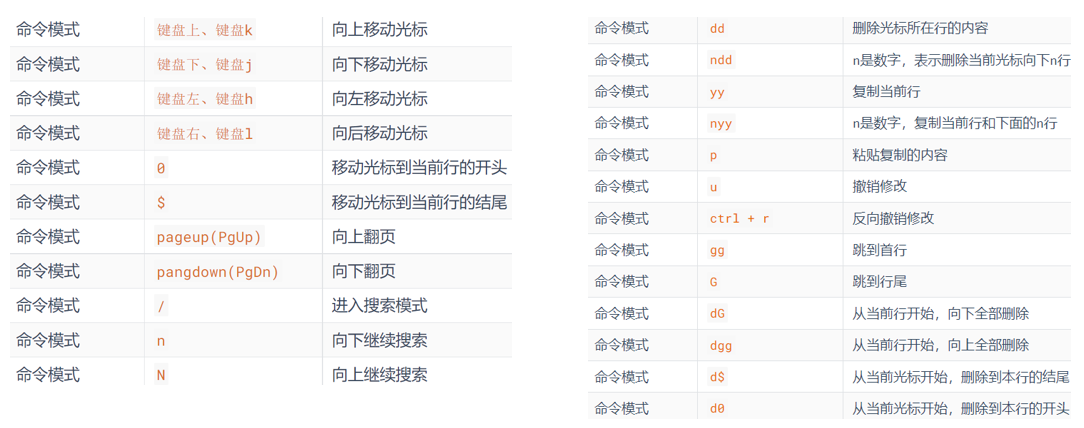 命令模式 键盘上、键盘k 向上移动光标
命令模式 键盘下、键盘j 向下移动光标
命令模式 键盘左、键盘h 向左移动光标
命令模式 键盘右、键盘l 向后移动光标
命令模式 0 移动光标到当前行的开头
命令模式 $ 移动光标到当前行的结尾
命令模式 pageup(PgUp) 向上翻页
命令模式 pangdown(PgDn) 向下翻页
命令模式 / 进入搜索模式
命令模式 n 向下继续搜索
命令模式 N 向上继续搜索
命令模式 dd 删除光标所在行的内容
命令模式 ndd n是数字，表示删除当前光标向下n行
命令模式 yy 复制当前行
命令模式 nyy n是数字，复制当前行和下面的n行
命令模式 p 粘贴复制的内容
命令模式 u 撤销修改
命令模式 ctrl + r 反向撤销修改
命令模式 gg 跳到首行
命令模式 G 跳到行尾
命令模式 dG 从当前行开始，向下全部删除
命令模式 dgg 从当前行开始，向上全部删除
命令模式 d$ 从当前光标开始，删除到本行的结尾
命令模式 d0 从当前光标开始，删除到本行的开头